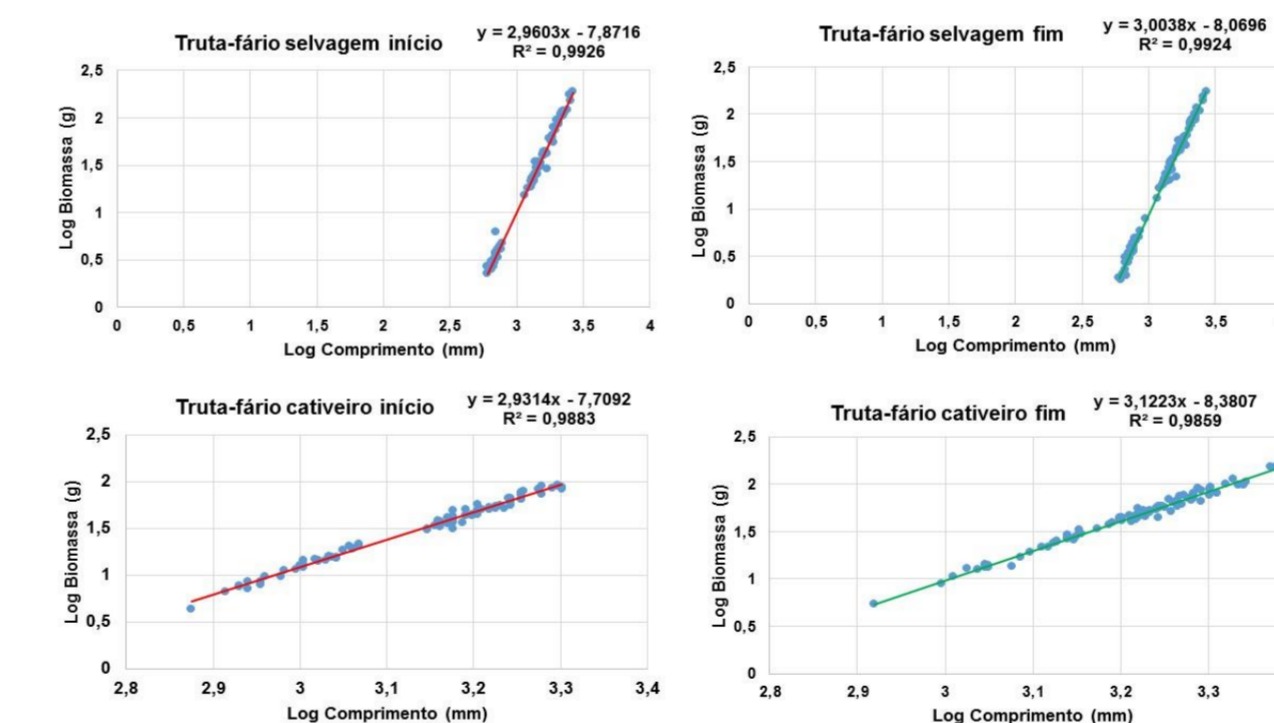 Truta-fário selvagem início
y = 2,9603x - 7,8716
R² = 0,9926
2,5
2
1,5
1
0,5
0
Log Biomassa (g)
0 0,5 1 1,5 2 2,5 3 3,5 4
Log Comprimento (mm)
Truta-fário selvagem fim
y = 3,0038x - 8,0696
R² = 0,9924
2,5
2
1,5
1
0,5
0
Log Biomassa (g)
0 0,5 1 1,5 2 2,5 3 3,5
Log Comprimento (mm)
Truta-fário cativeiro início
y = 2,9314x - 7,7092
R² = 0,9883
2,5
2
1,5
1
0,5
0
Log Biomassa (g)
2,8 2,9 3 3,1 3,2 3,3 3,4
Log Comprimento (mm)
Truta-fário cativeiro fim
y = 3,1223x - 8,3807
R² = 0,9859
2,5
2
1,5
1
0,5
0
Log Biomassa (g)
2,8 2,9 3 3,1 3,2 3,3
Log Comprimento (mm)